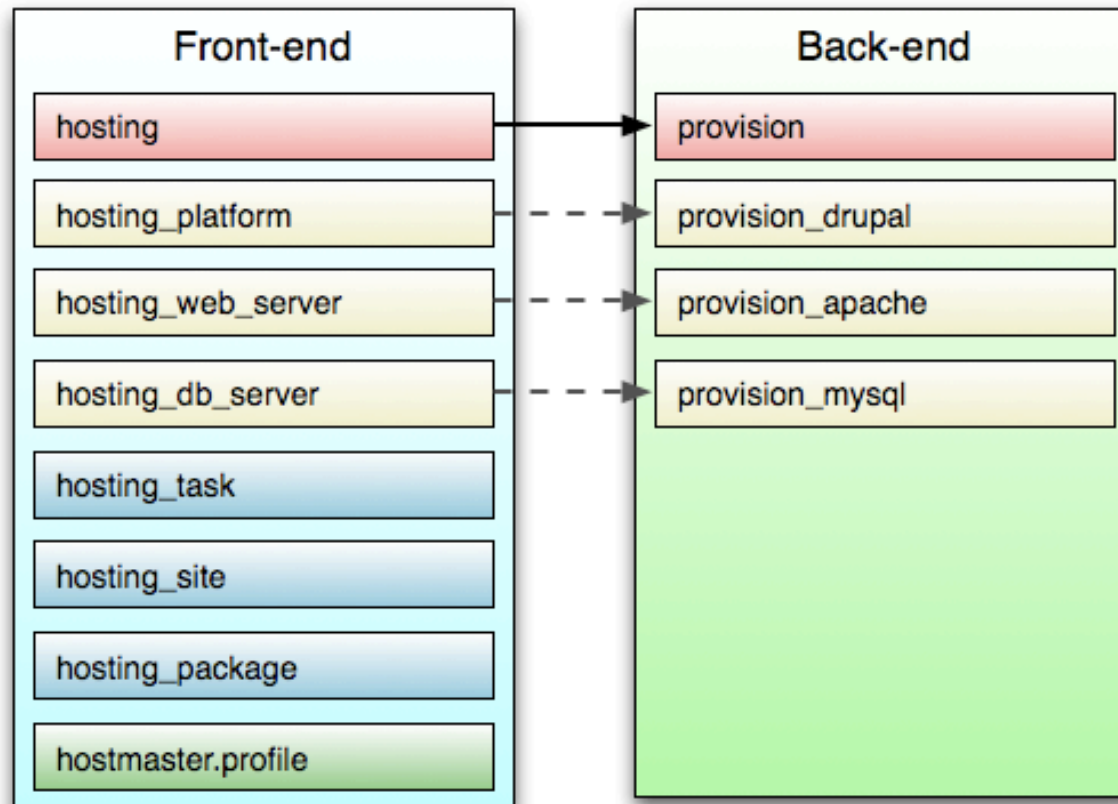 Front-end
hosting
hosting_platform
hosting_web_server
hosting_db_server
hosting_task
hosting_site
hosting_package
hostmaster.profile
Back-end
provision
provision_drupal
provision_apache
provision_mysql